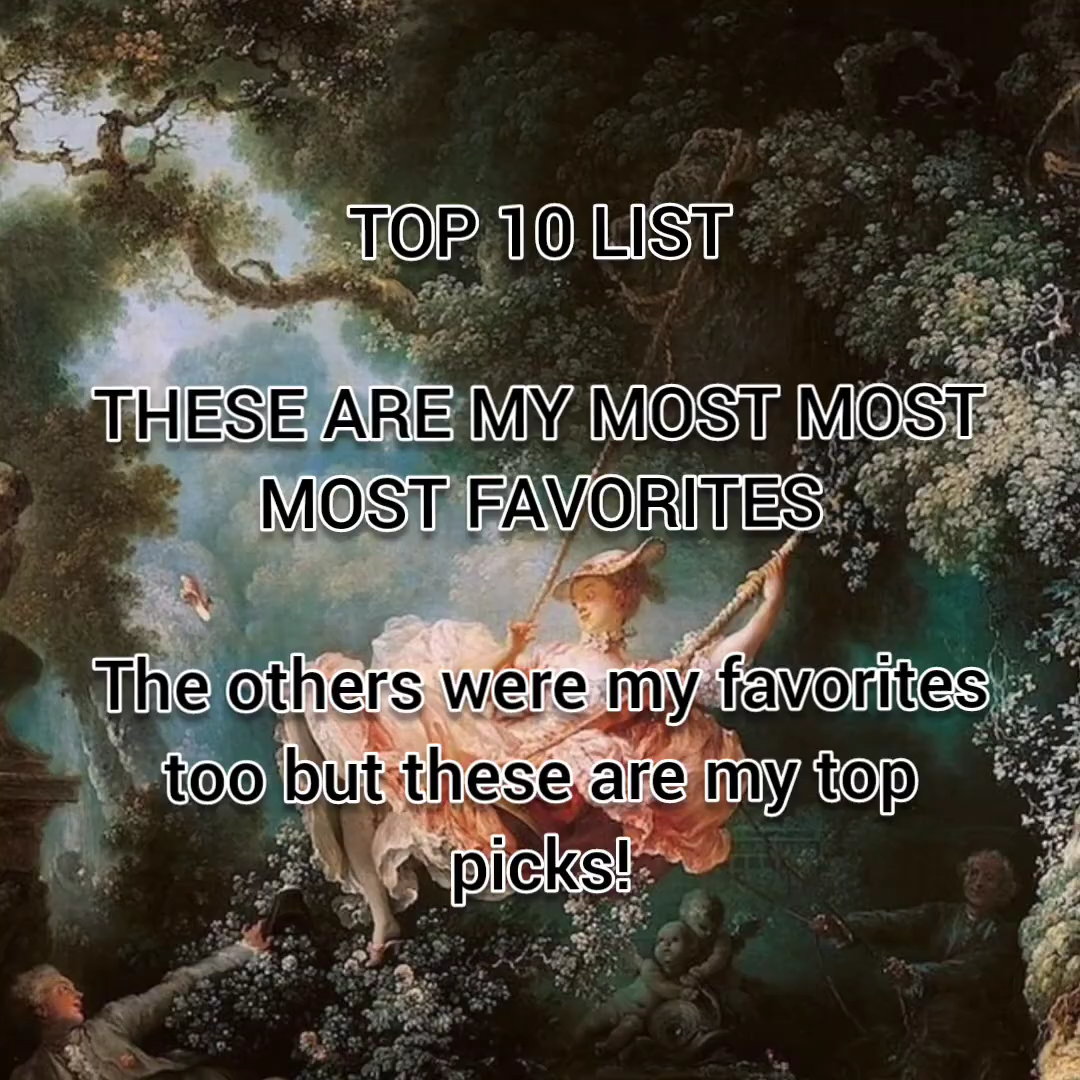 TOP 10 LIST
THESE ARE MY MOST MOST
MOST FAVORITES
The others were my favorites
too but these are my top
picks!